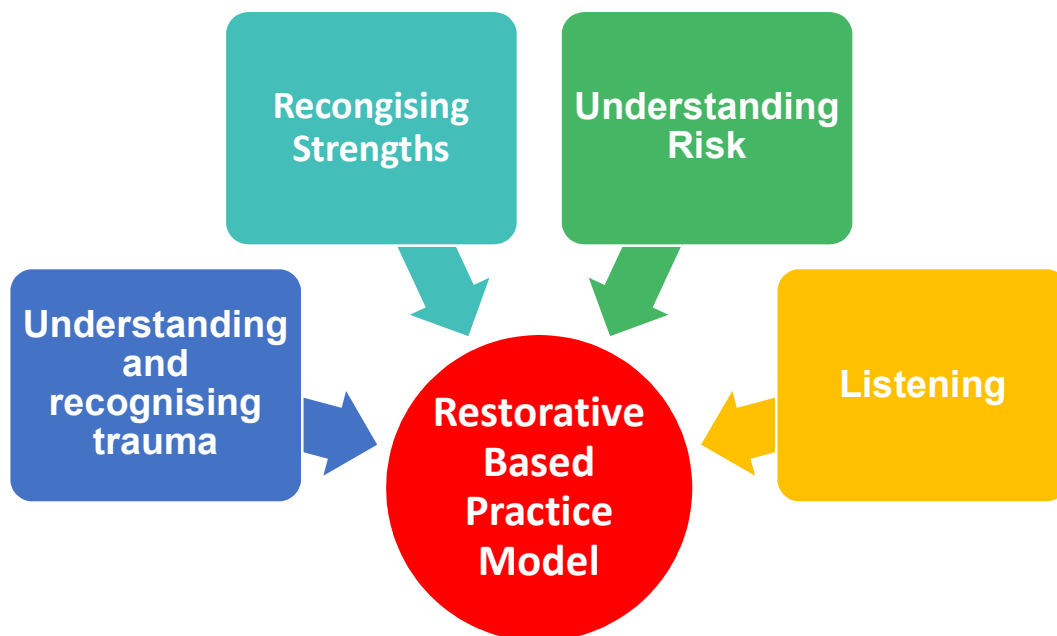 Recongising
Strengths
Understanding
Risk
Understanding
and
recognising
trauma
Listening
Restorative
Based
Practice
Model